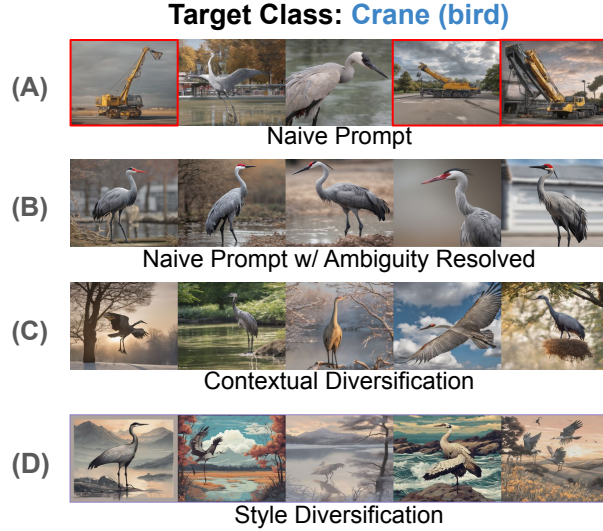 Target Class: Crane (bird)
(A)
Naive Prompt
(B)
Naive Prompt w/ Ambiguity Resolved
(C)
Contextual Diversification
(D)
Style Diversification